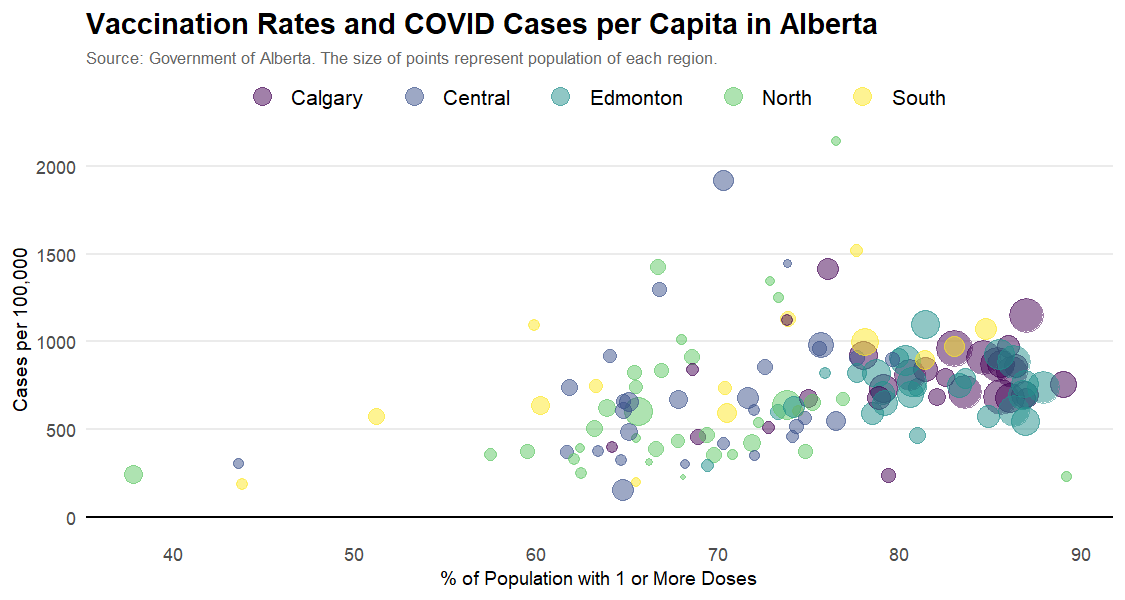 Vaccination Rates and COVID Cases per Capita in Alberta
Source: Government of Alberta. The size of points represent population of each region.
Calgary Central Edmonton North South
Cases per 100,000
2000
1500
1000
500
0
40 50 60 70 80 90
% of Population with 1 or More Doses